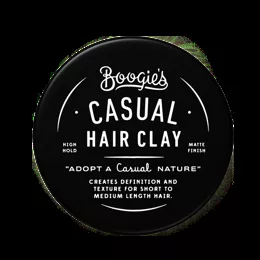 Boogie's
CASUAL
HAIR CLAY
HIGH
HOLD
MATTE
FINISH
"ADOPT A Casual NATURE"
CREATES DEFINITION AND
TEXTURE FOR SHORT TO
MEDIUM LENGTH HAIR.